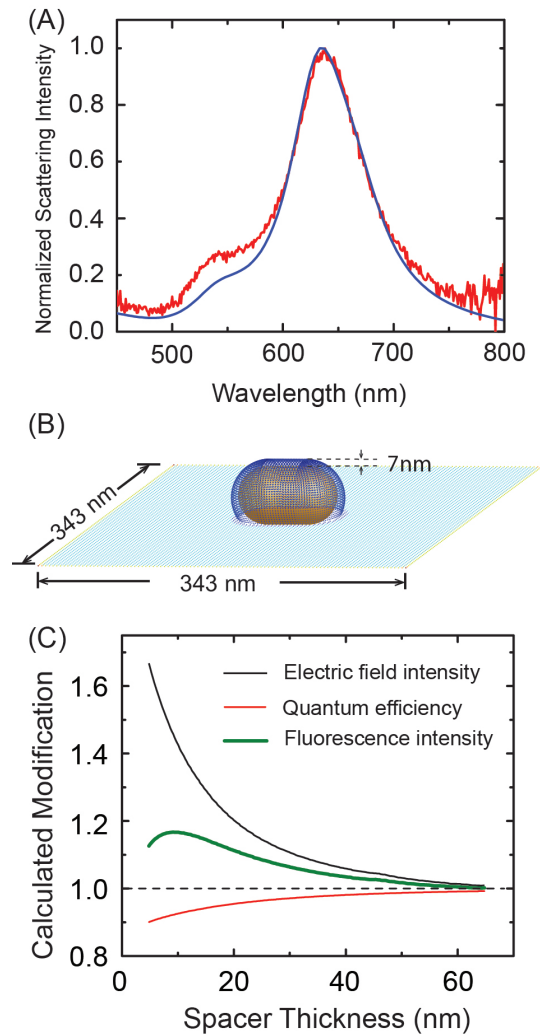 (A)
Normalized Scattering Intensity
1.0
0.8
0.6
0.4
0.2
0.0
500
600
700
800
Wavelength (nm)
(B)
7nm
343 nm
343 nm
(C)
Calculated Modification
1.6
1.4
1.2
1.0
0.8
Electric field intensity
Quantum efficiency
Fluorescence intensity
0
20
40
60
Spacer Thickness (nm)